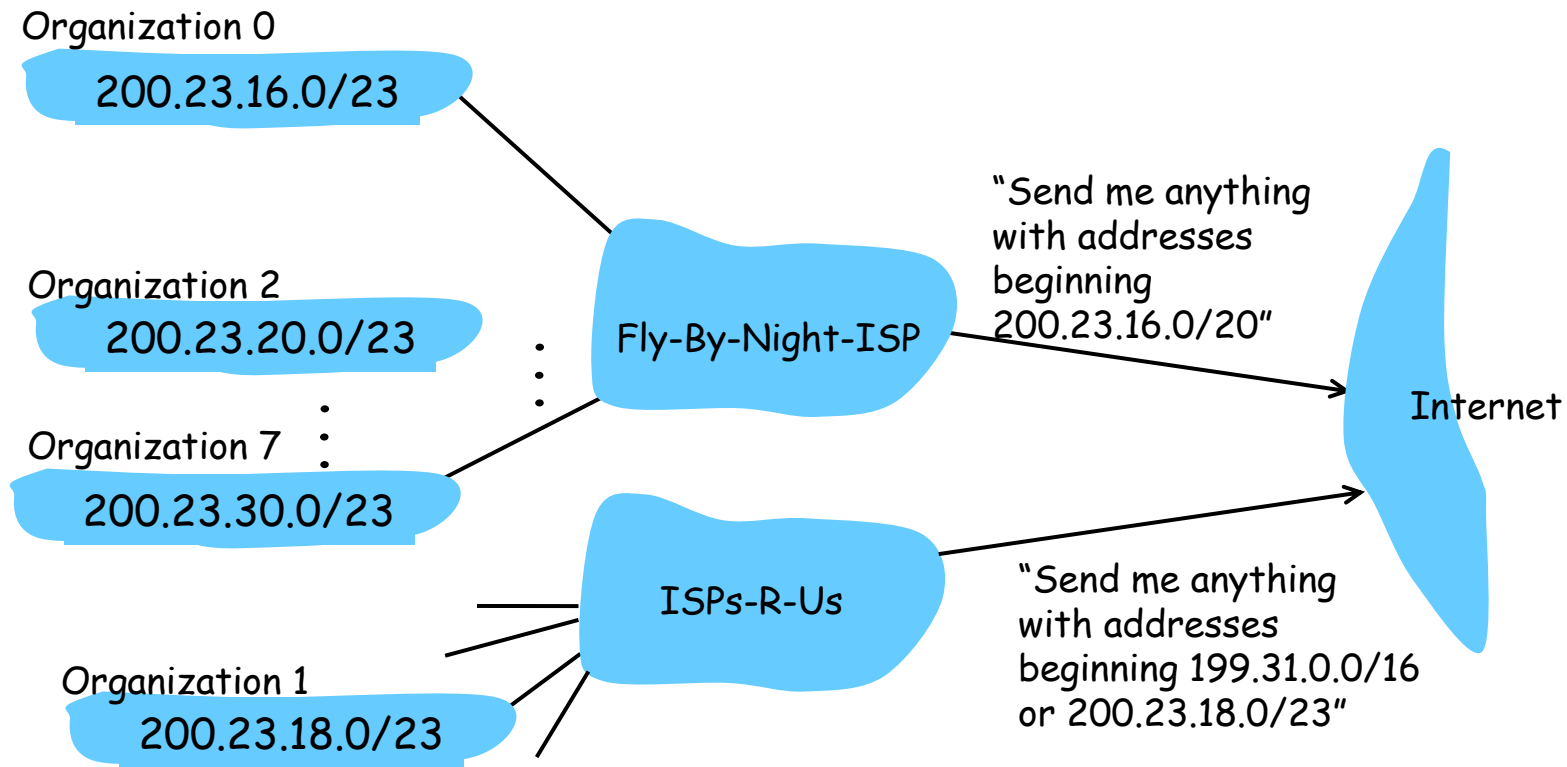 Organization 0
200.23.16.0/23
Organization 2
200.23.20.0/23
Organization 7
200.23.30.0/23
Organization 1
200.23.18.0/23
Fly-By-Night-ISP
ISPs-R-Us
“Send me anything
with addresses
beginning
200.23.16.0/20”
“Send me anything
with addresses
beginning 199.31.0.0/16
or 200.23.18.0/23”
Internet